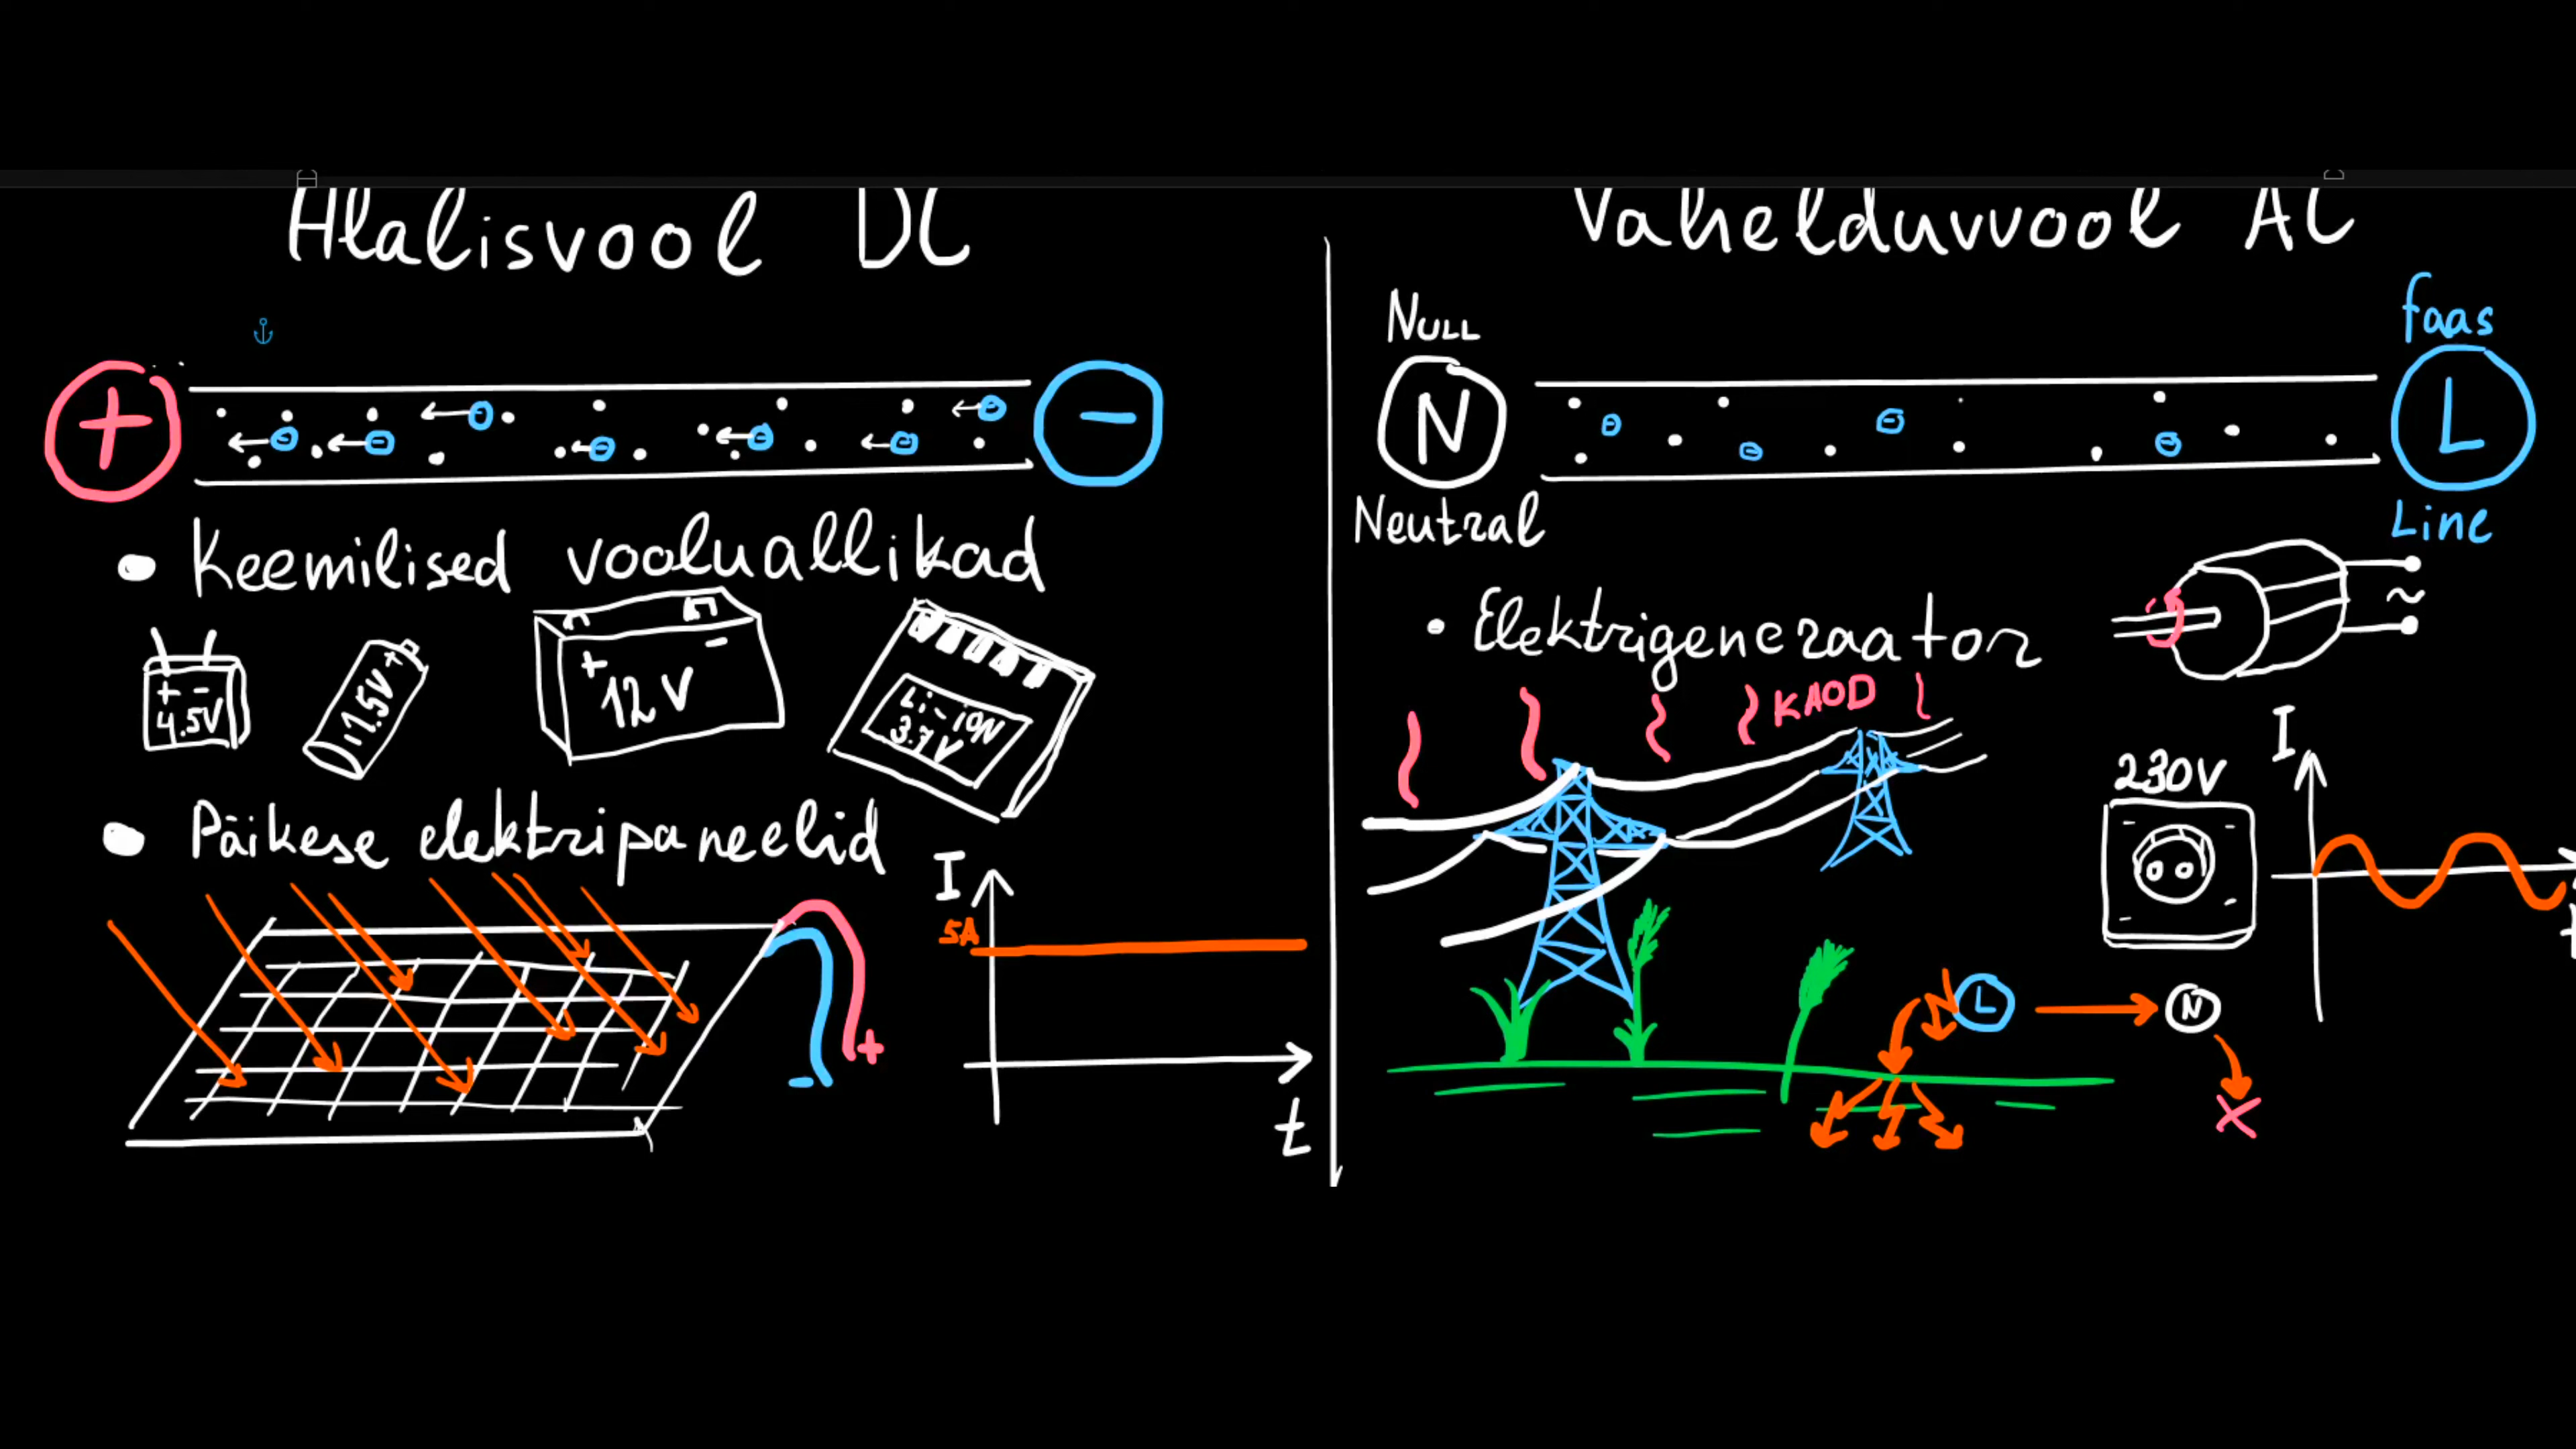 Alalisvool DC
+
-
Keemilised vooluallikad
+ -
4.5V
- 1.5V +
+ -
12V
Li-ion
3.7V
Päikese elektripaneelid
- +
I
5A
t
Vahelduvvool AC
Null
faas
N
L
Neutral
Line
Elektrigeneraator
~
KAOD
230V
I
t
L
N
X